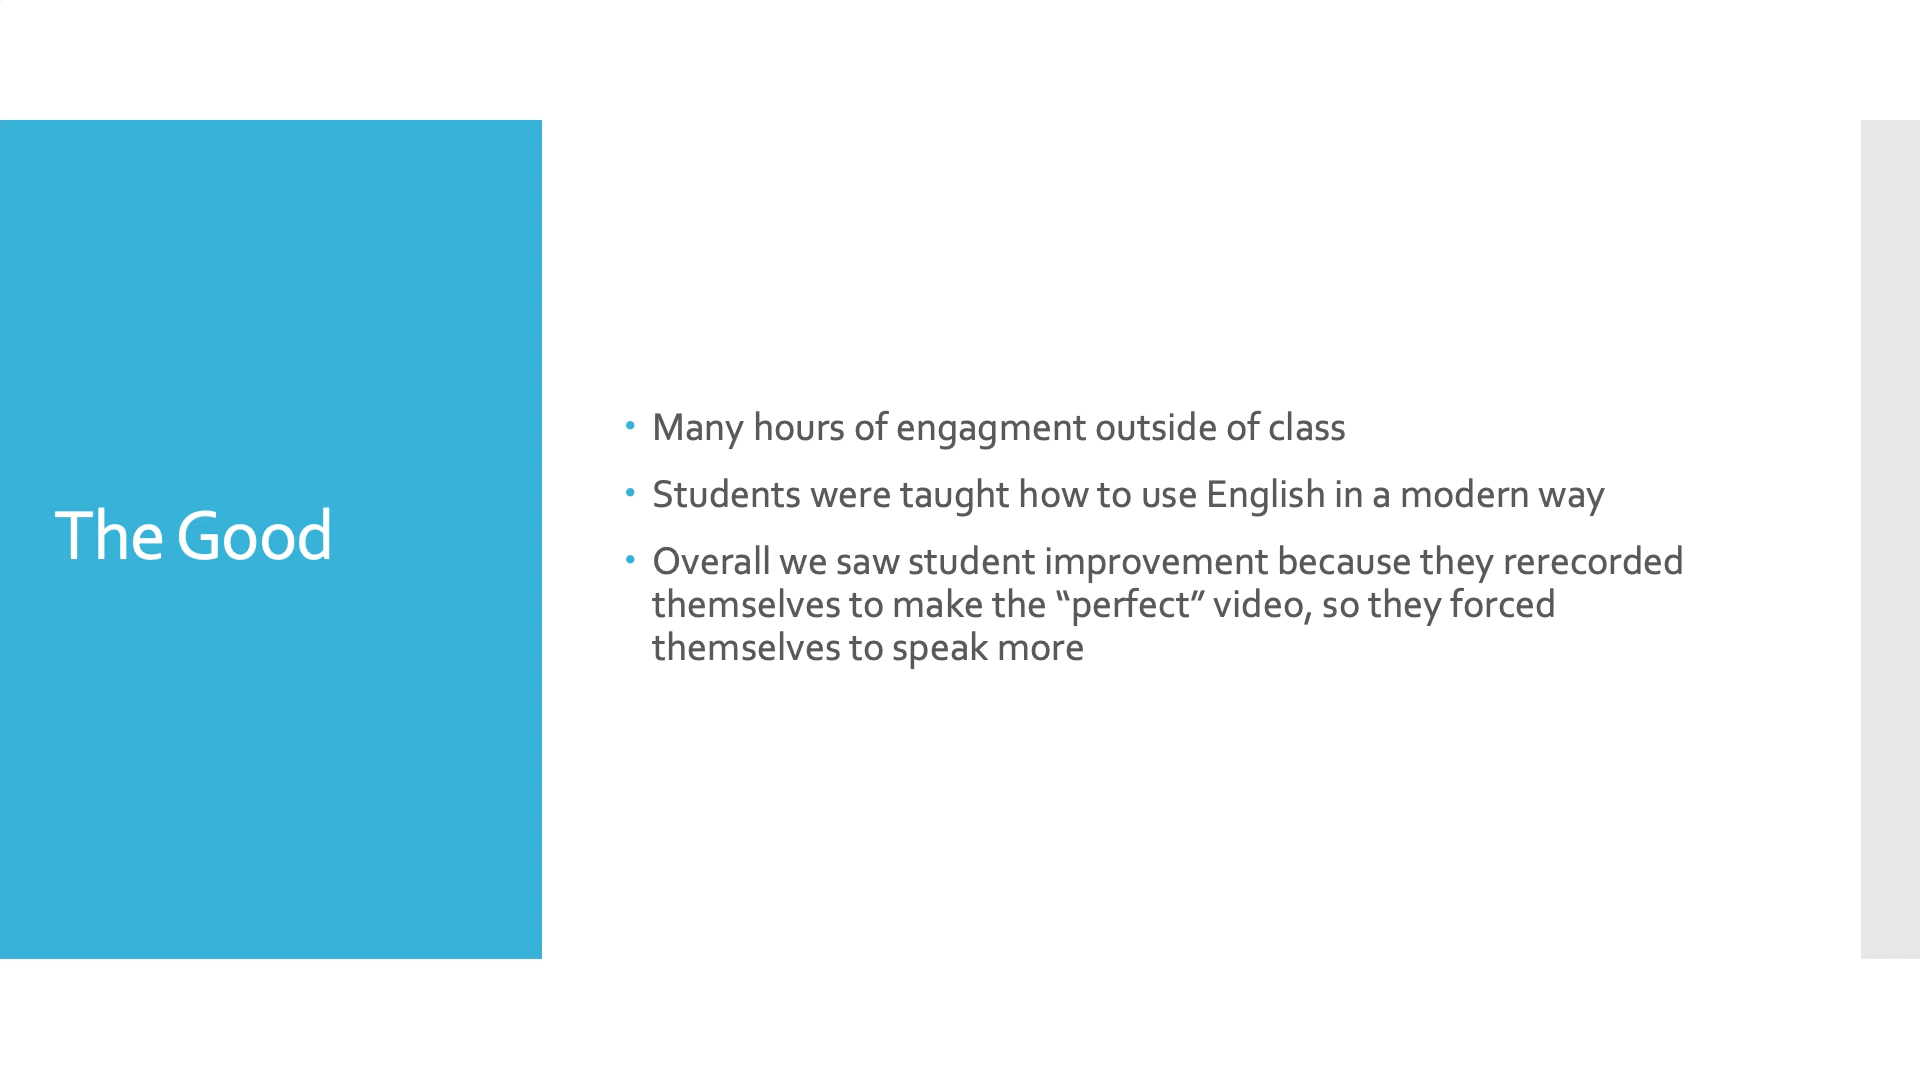 The Good
• Many hours of engagment outside of class
• Students were taught how to use English in a modern way
• Overall we saw student improvement because they rerecorded
themselves to make the “perfect” video, so they forced
themselves to speak more